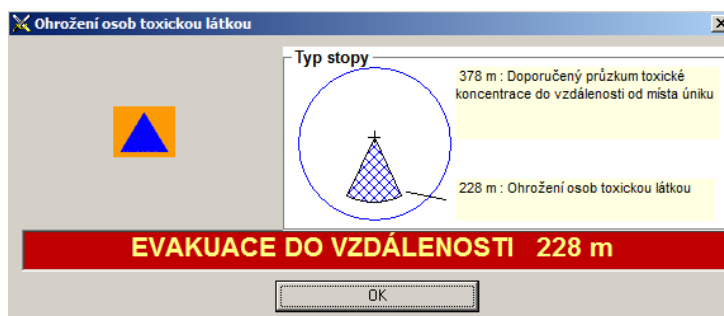 Ohrožení osob toxickou látkou
Typ stopy
378 m : Doporučený průzkum toxické
koncentrace do vzdálenosti od místa úniku
228 m : Ohrožení osob toxickou látkou
EVAKUACE DO VZDÁLENOSTI 228 m
OK